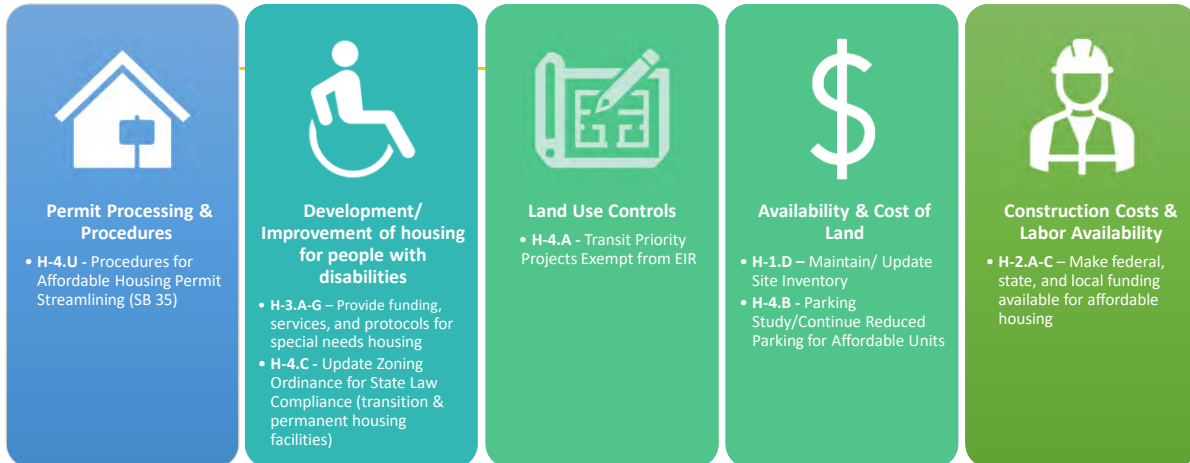 Permit Processing &
Procedures
• H-4.U - Procedures for
Affordable Housing Permit
Streamlining (SB 35)
Development/
Improvement of housing
for people with
disabilities
• H-3.A-G – Provide funding,
services, and protocols for
special needs housing
• H-4.C - Update Zoning
Ordinance for State Law
Compliance (transition &
permanent housing
facilities)
Land Use Controls
• H-4.A - Transit Priority
Projects Exempt from EIR
$
Availability & Cost of
Land
• H-1.D – Maintain/ Update
Site Inventory
• H-4.B - Parking
Study/Continue Reduced
Parking for Affordable Units
Construction Costs &
Labor Availability
• H-2.A-C – Make federal,
state, and local funding
available for affordable
housing